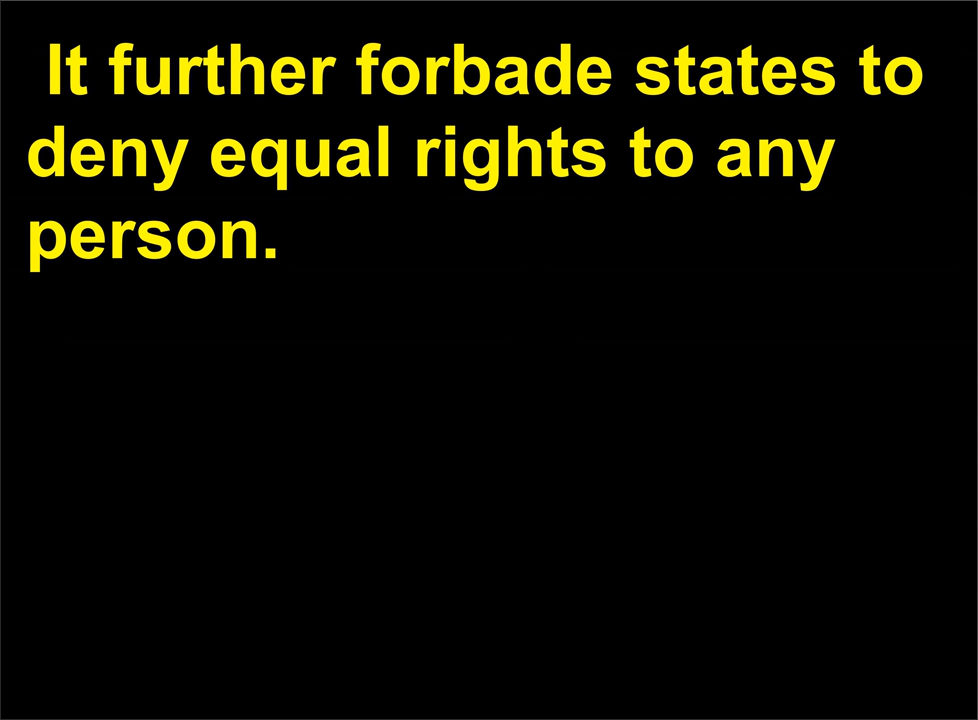 It further forbade states to
deny equal rights to any
person.